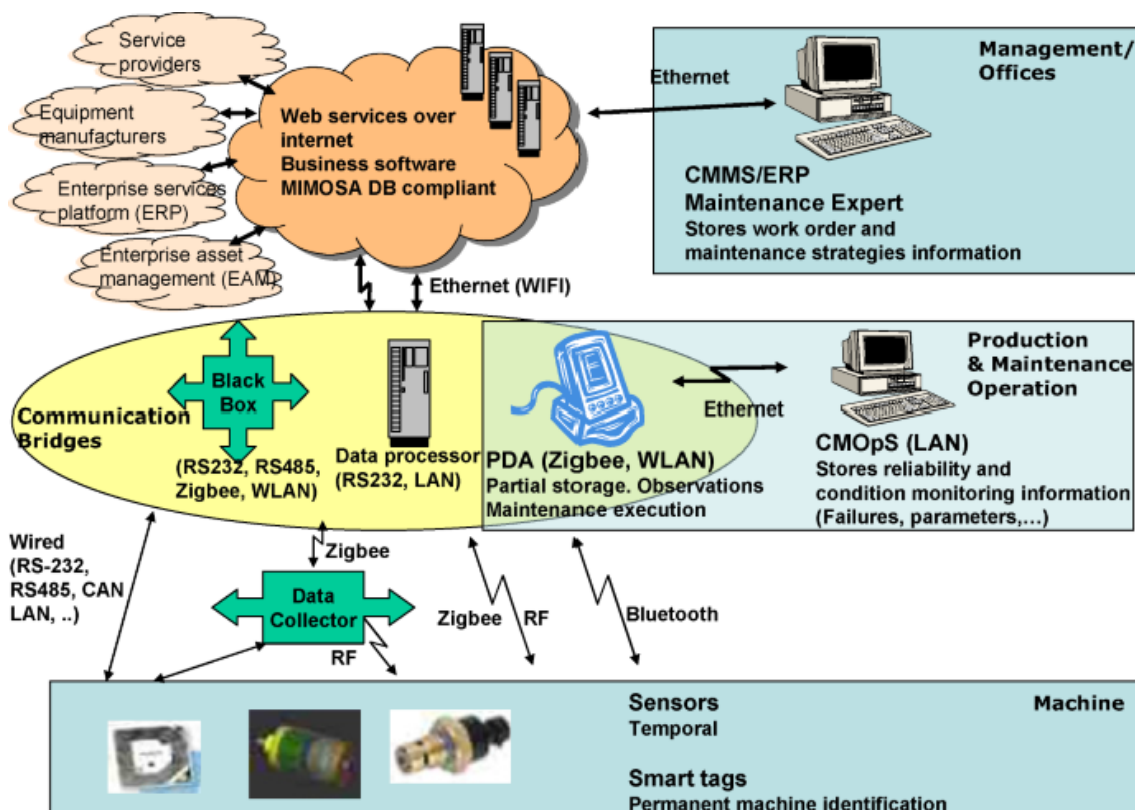 Service
providers
Equipment
manufacturers
Enterprise services
platform (ERP)
Enterprise asset
management (EAM)
Web services over
internet
Business software
MIMOSA DB compliant
Ethernet
Management/
Offices
CMMS/ERP
Maintenance Expert
Stores work order and
maintenance strategies information
Ethernet (WIFI)
Communication
Bridges
Black
Box
(RS232, RS485,
Zigbee, WLAN)
Data processor
(RS232, LAN)
PDA (Zigbee, WLAN)
Partial storage. Observations
Maintenance execution
Ethernet
Production
& Maintenance
Operation
CMOpS (LAN)
Stores reliability and
condition monitoring information
(Failures, parameters,...)
Wired
(RS-232,
RS485, CAN
LAN, ..)
Zigbee
Data
Collector
RF
Zigbee
RF
Bluetooth
Sensors
Temporal
Machine
Smart tags
Permanent machine identification